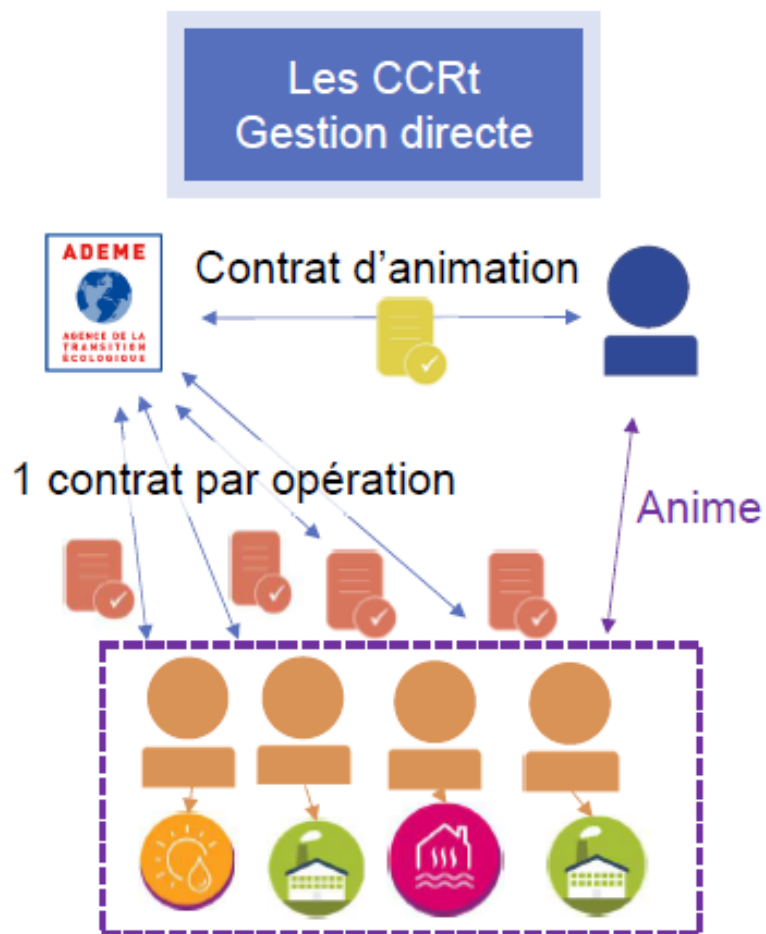 Les CCRt
Gestion directe
ADEME
AGENCE DE LA
TRANSITION
ÉCOLOGIQUE
Contrat d'animation
1 contrat par opération
Anime